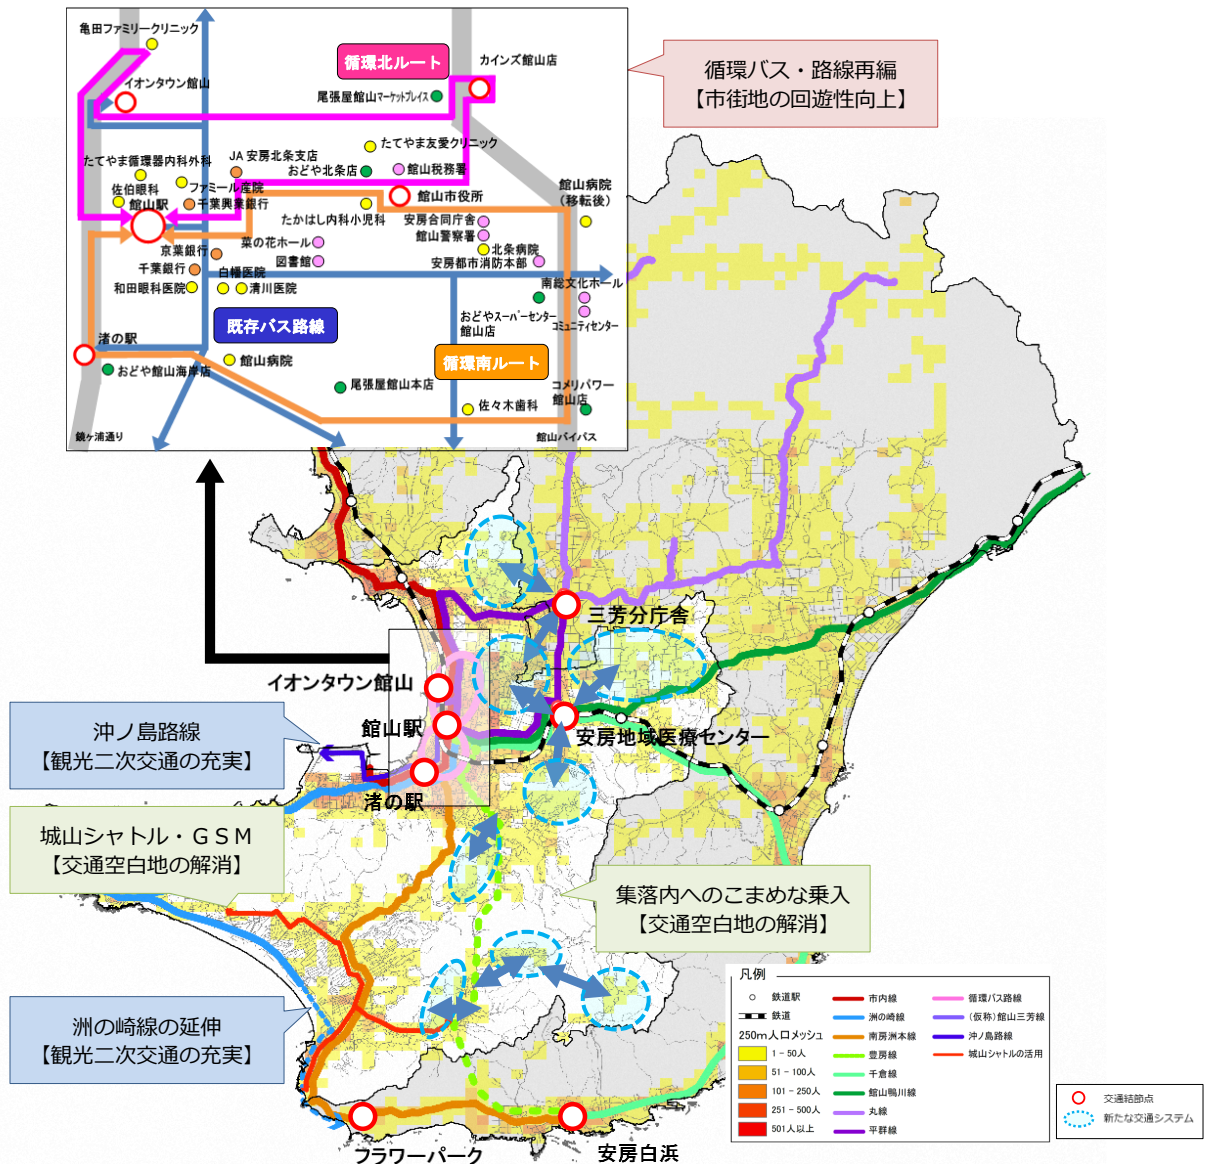 亀田ファミリークリニック
循環北ルート
カインズ館山店
イオンタウン館山
尾張屋館山マーケットプレイス
たてやま友愛クリニック
たてやま循環器内科外科
JA 安房北条支店
おどや北条店
館山税務署
佐伯眼科
ファミール産院
館山市役所
館山病院
(移転後)
館山駅
千葉興業銀行
たかはし内科小児科
安房合同庁舎
館山警察署
菜の花ホール
北条病院
京葉銀行
図書館
安房都市消防本部
千葉銀行
白幡医院
和田眼科医院
清川医院
南総文化ホール
おどやスーパーセンター
館山店
コミュニティセンター
既存バス路線
渚の駅
館山病院
循環南ルート
おどや館山海岸店
尾張屋館山本店
コメリパワー
館山店
佐々木歯科
鏡ヶ浦通り
館山バイパス
循環バス・路線再編
【市街地の回遊性向上】
三芳分庁舎
イオンタウン館山
館山駅
安房地域医療センター
渚の駅
沖ノ島路線
【観光二次交通の充実】
城山シャトル・ＧＳＭ
【交通空白地の解消】
集落内へのこまめな乗入
【交通空白地の解消】
洲の崎線の延伸
【観光二次交通の充実】
フラワーパーク
安房白浜
凡例
鉄道駅
鉄道
250m人口メッシュ
1 - 50人
51 - 100人
101 - 250人
251 - 500人
501人以上
市内線
洲の崎線
南房洲本線
豊房線
千倉線
館山鴨川線
丸線
平群線
循環バス路線
(仮称)館山三芳線
沖ノ島路線
城山シャトルの活用
交通結節点
新たな交通システム